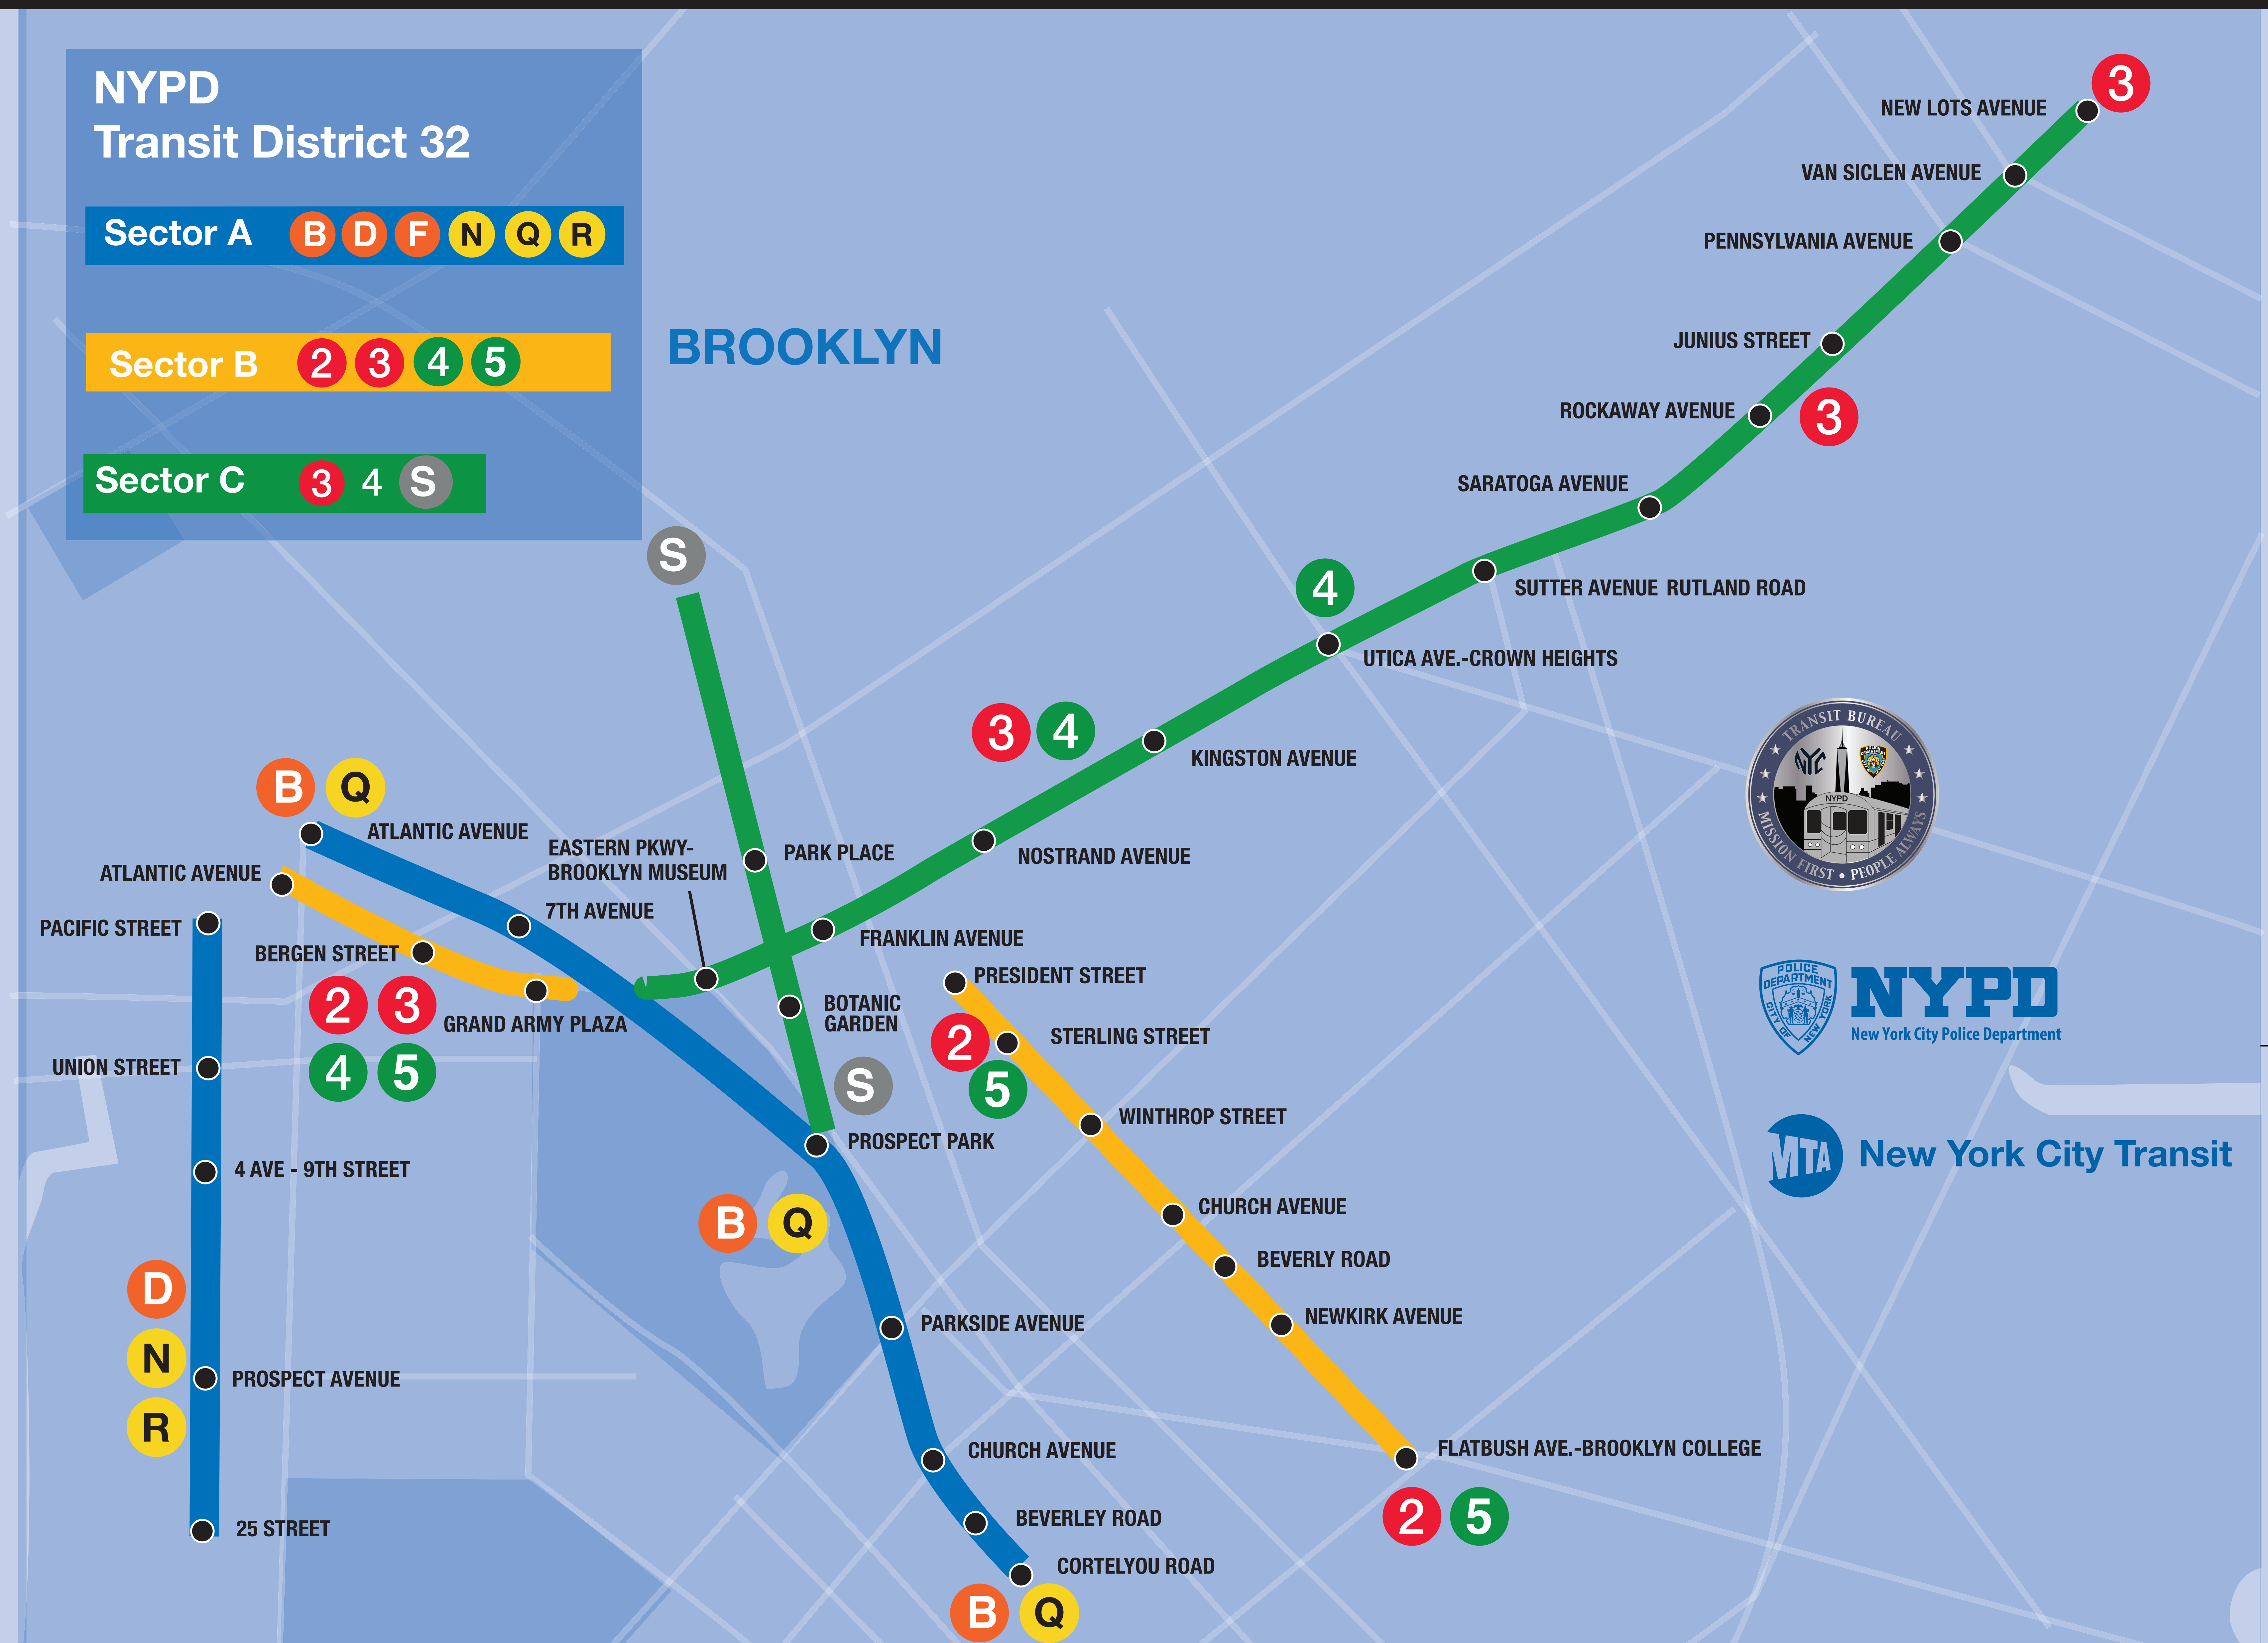 NYPD
Transit District 32
Sector A B D F N Q R
Sector B 2 3 4 5
Sector C 3 4 S
BROOKLYN
3
NEW LOTS AVENUE
VAN SICLEN AVENUE
PENNSYLVANIA AVENUE
JUNIUS STREET
ROCKAWAY AVENUE
3
SARATOGA AVENUE
SUTTER AVENUE RUTLAND ROAD
4
UTICA AVE.-CROWN HEIGHTS
3 4
KINGSTON AVENUE
NOSTRAND AVENUE
FRANKLIN AVENUE
S
PARK PLACE
EASTERN PKWY-
BROOKLYN MUSEUM
BOTANIC
GARDEN
S
PROSPECT PARK
B Q
ATLANTIC AVENUE
7TH AVENUE
ATLANTIC AVENUE
BERGEN STREET
2 3
GRAND ARMY PLAZA
4 5
PACIFIC STREET
UNION STREET
4 AVE - 9TH STREET
D
N
R
PROSPECT AVENUE
25 STREET
B Q
PARKSIDE AVENUE
CHURCH AVENUE
BEVERLEY ROAD
CORTELYOU ROAD
B Q
PRESIDENT STREET
2
STERLING STREET
5
WINTHROP STREET
CHURCH AVENUE
BEVERLY ROAD
NEWKIRK AVENUE
FLATBUSH AVE.-BROOKLYN COLLEGE
2 5
TRANSIT BUREAU
NYC
NYPD
MISSION FIRST • PEOPLE ALWAYS
POLICE
DEPARTMENT
CITY OF NEW YORK
NYPD
New York City Police Department
MTA New York City Transit